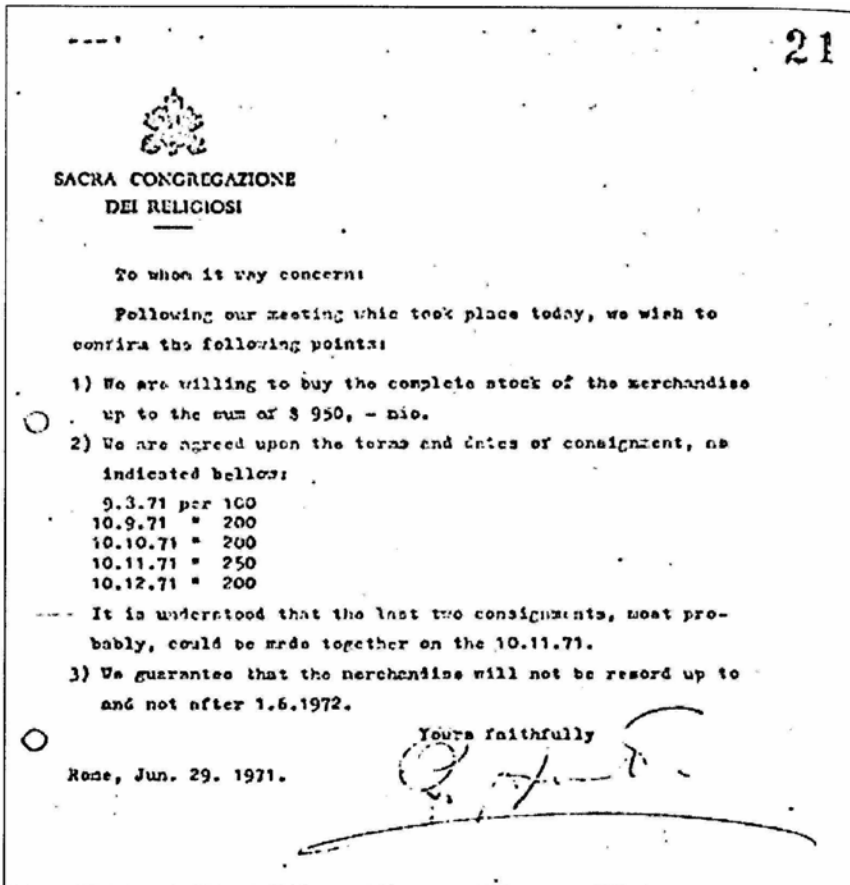 21
SACRA CONGREGAZIONE
DEI RELIGIOSI
To whom it may concern:
Following our meeting whic took place today, we wish to
confirm the following points:
1) We are willing to buy the complete stock of the merchandise
up to the sum of $ 950, - mio.
2) We are agreed upon the terms and dates of consignment, as
indicated bellow:
9.3.71 per 100
10.9.71 " 200
10.10.71 " 200
10.11.71 " 250
10.12.71 " 200
It is understood that the last two consignments, most pro-
bably, could be made together on the 10.11.71.
3) We guarantee that the merchandise will not be resord up to
and not after 1.6.1972.
Yours faithfully
Rome, Jun. 29. 1971.